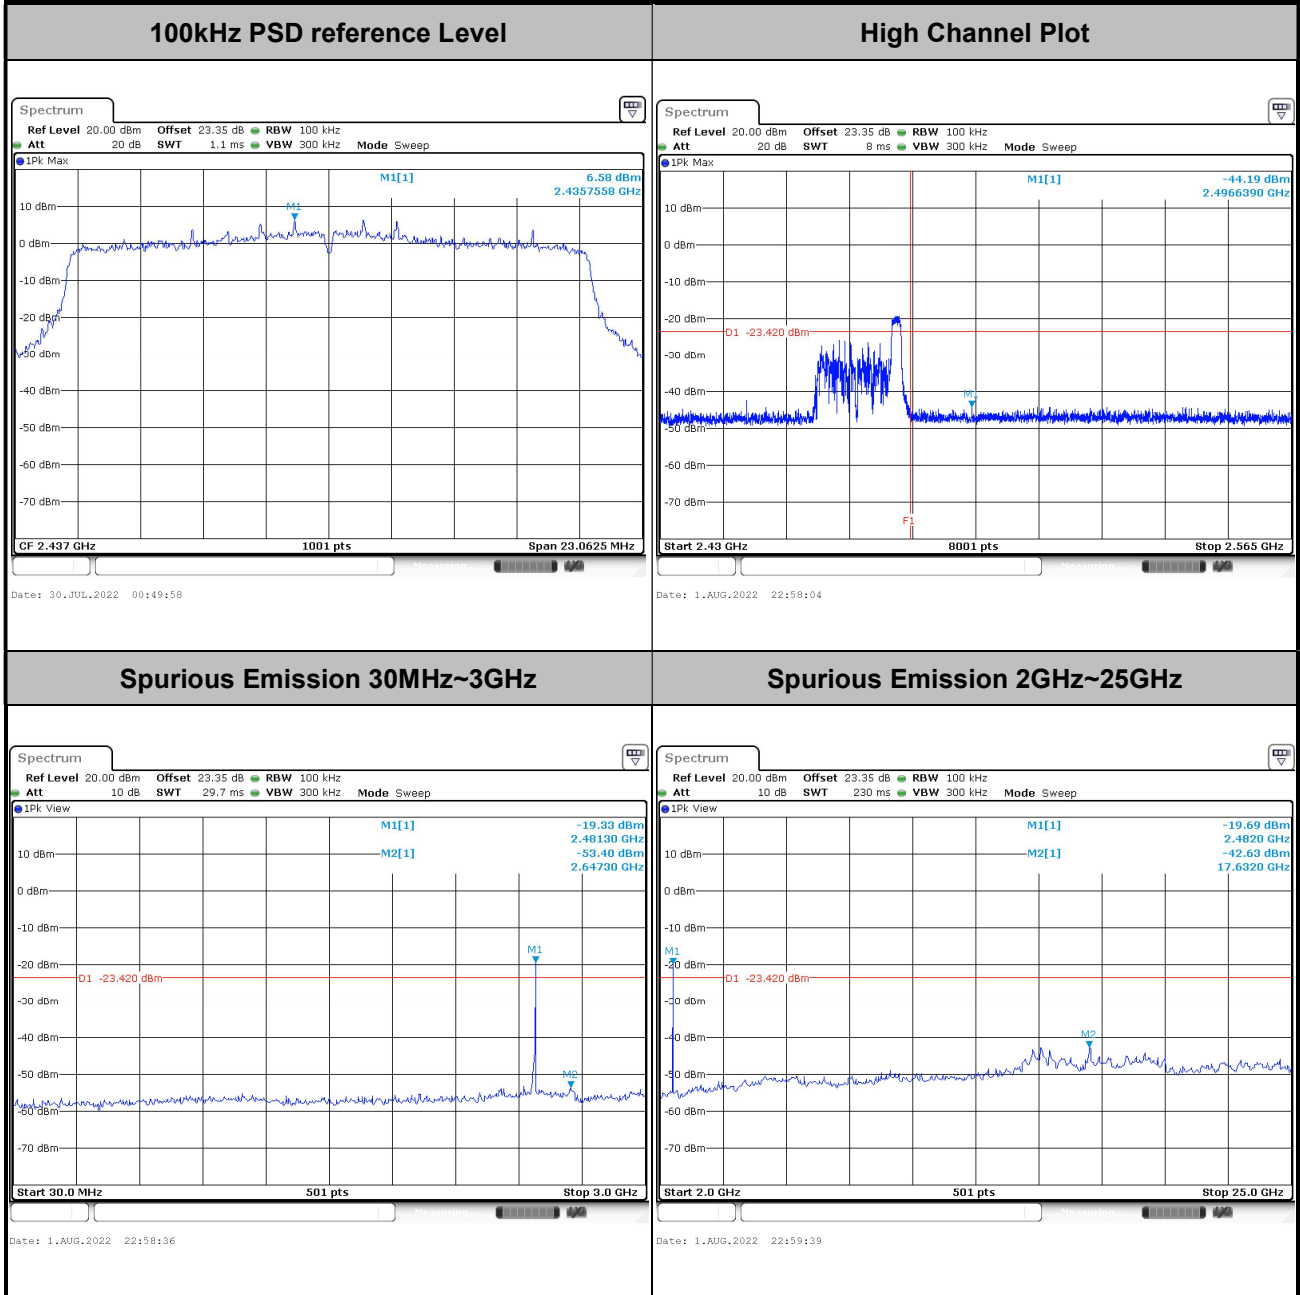 100kHz PSD reference Level
High Channel Plot
Spectrum
Ref Level 20.00 dBm Offset 23.35 dB RBW 100 kHz
Att 20 dB SWT 1.1 ms VBW 300 kHz Mode Sweep
1Pk Max
M1[1] 6.58 dBm
2.4357558 GHz
M1
10 dBm
0 dBm
-10 dBm
-20 dBm
-30 dBm
-40 dBm
-50 dBm
-60 dBm
-70 dBm
CF 2.437 GHz 1001 pts Span 23.0625 MHz
Measuring...
Date: 30.JUL.2022 00:49:58
Spectrum
Ref Level 20.00 dBm Offset 23.35 dB RBW 100 kHz
Att 20 dB SWT 8 ms VBW 300 kHz Mode Sweep
1Pk Max
M1[1] -44.19 dBm
2.4966390 GHz
10 dBm
0 dBm
-10 dBm
-20 dBm
D1 -23.420 dBm
-30 dBm
-40 dBm
-50 dBm
-60 dBm
-70 dBm
F1
Start 2.43 GHz 8001 pts Stop 2.565 GHz
Date: 1.AUG.2022 22:58:04
Spurious Emission 30MHz~3GHz
Spurious Emission 2GHz~25GHz
Spectrum
Ref Level 20.00 dBm Offset 23.35 dB RBW 100 kHz
Att 10 dB SWT 29.7 ms VBW 300 kHz Mode Sweep
1Pk View
M1[1] -19.33 dBm
2.48130 GHz
M2[1] -53.40 dBm
2.64730 GHz
10 dBm
0 dBm
-10 dBm
M1
-20 dBm
D1 -23.420 dBm
-30 dBm
-40 dBm
-50 dBm
M2
-60 dBm
-70 dBm
Start 30.0 MHz 501 pts Stop 3.0 GHz
Date: 1.AUG.2022 22:58:36
Spectrum
Ref Level 20.00 dBm Offset 23.35 dB RBW 100 kHz
Att 10 dB SWT 230 ms VBW 300 kHz Mode Sweep
1Pk View
M1[1] -19.69 dBm
2.4820 GHz
M2[1] -42.63 dBm
17.6320 GHz
10 dBm
0 dBm
-10 dBm
M1
-20 dBm
D1 -23.420 dBm
-30 dBm
-40 dBm
M2
-50 dBm
-60 dBm
-70 dBm
Start 2.0 GHz 501 pts Stop 25.0 GHz
Date: 1.AUG.2022 22:59:39